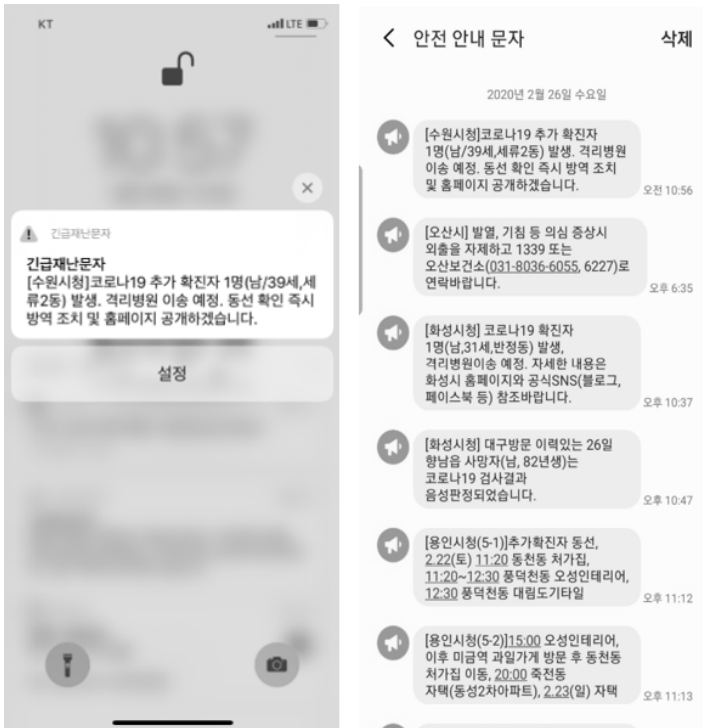 KT
LTE
10:57
긴급재난문자
긴급재난문자
[수원시청]코로나19 추가 확진자 1명(남/39세,세
류2동) 발생. 격리병원 이송 예정. 동선 확인 즉시
방역 조치 및 홈페이지 공개하겠습니다.
설정
안전 안내 문자
삭제
2020년 2월 26일 수요일
[수원시청]코로나19 추가 확진자
1명(남/39세,세류2동) 발생. 격리병원
이송 예정. 동선 확인 즉시 방역 조치
및 홈페이지 공개하겠습니다.
오전 10:56
[오산시] 발열, 기침 등 의심 증상시
외출을 자제하고 1339 또는
오산보건소(031-8036-6055, 6227)로
연락바랍니다.
오후 6:35
[화성시청] 코로나19 확진자
1명(남,31세,반정동) 발생,
격리병원이송 예정. 자세한 내용은
화성시 홈페이지와 공식SNS(블로그,
페이스북 등) 참조바랍니다.
오후 10:37
[화성시청] 대구방문 이력있는 26일
향남읍 사망자(남, 82년생)는
코로나19 검사결과
음성판정되었습니다.
오후 10:47
[용인시청(5-1)]추가확진자 동선,
2.22(토) 11:20 동천동 처가집,
11:20~12:30 풍덕천동 오성인테리어,
12:30 풍덕천동 대림도기타일
오후 11:12
[용인시청(5-2)]15:00 오성인테리어,
이후 미금역 과일가게 방문 후 동천동
처가집 이동, 20:00 죽전동
자택(동성2차아파트), 2.23(일) 자택
오후 11:13